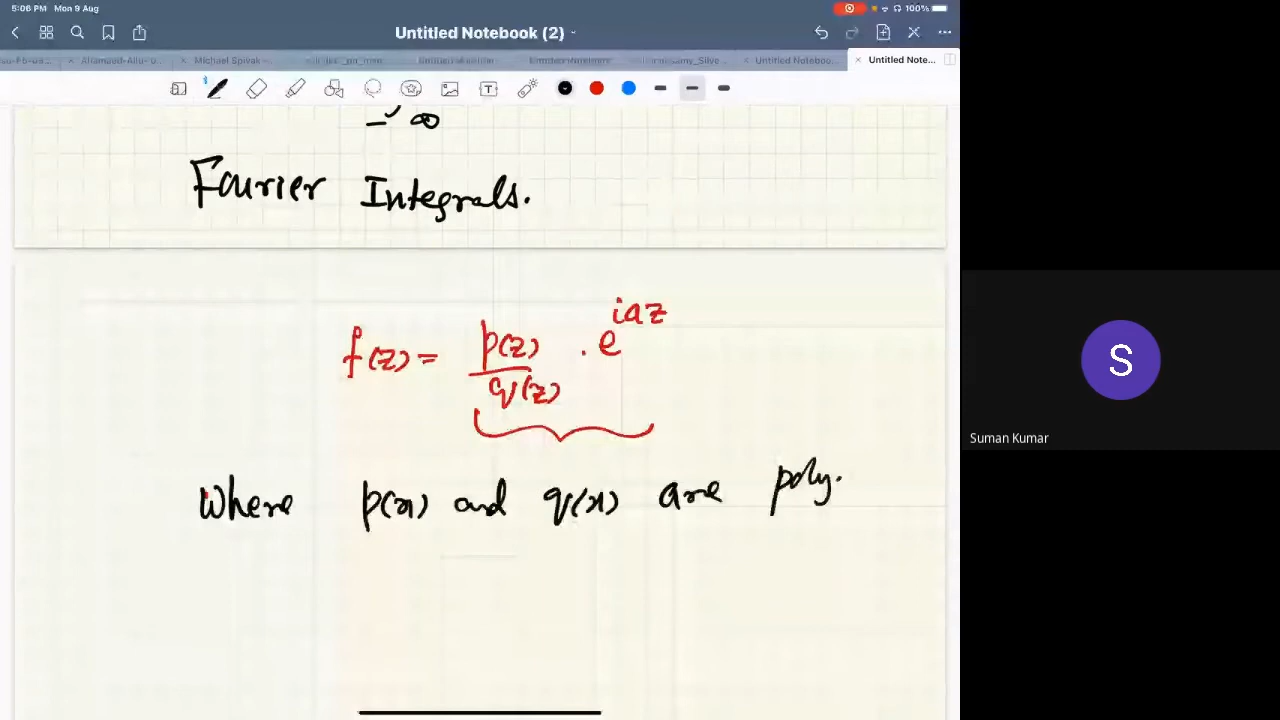 5:06 PM Mon 9 Aug
100%
Untitled Notebook (2)
Michael Spivak
Untitled Notebou...
Untitled Note...
T
– ∞
Fourier Integrals.
f(z) = p(z)/q(z) . e^{iaz}
Where p(x) and q(x) are poly.
S
Suman Kumar